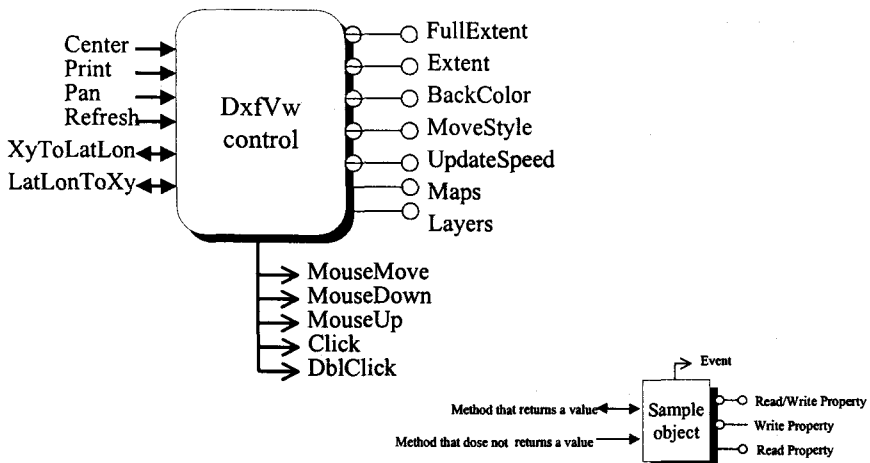 Center
Print
Pan
Refresh
XyToLatLon
LatLonToXy
DxfVw
control
FullExtent
Extent
BackColor
MoveStyle
UpdateSpeed
Maps
Layers
MouseMove
MouseDown
MouseUp
Click
DblClick
Event
Method that returns a value
Method that dose not returns a value
Sample
object
Read/Write Property
Write Property
Read Property